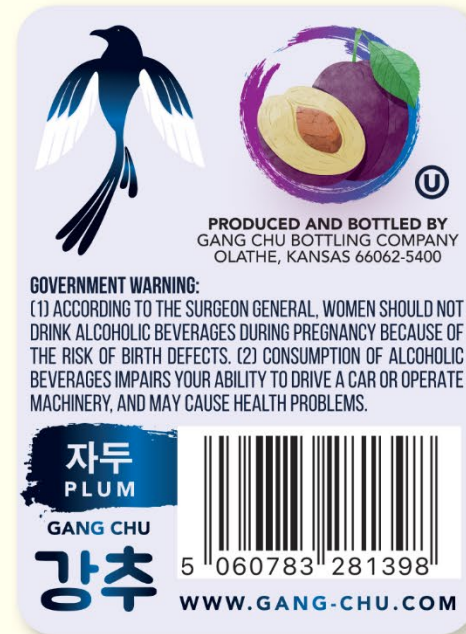 U
PRODUCED AND BOTTLED BY
GANG CHU BOTTLING COMPANY
OLATHE, KANSAS 66062-5400
GOVERNMENT WARNING:
(1) ACCORDING TO THE SURGEON GENERAL, WOMEN SHOULD NOT
DRINK ALCOHOLIC BEVERAGES DURING PREGNANCY BECAUSE OF
THE RISK OF BIRTH DEFECTS. (2) CONSUMPTION OF ALCOHOLIC
BEVERAGES IMPAIRS YOUR ABILITY TO DRIVE A CAR OR OPERATE
MACHINERY, AND MAY CAUSE HEALTH PROBLEMS.
자두
PLUM
GANG CHU
강추
5 060783 281398
WWW.GANG-CHU.COM